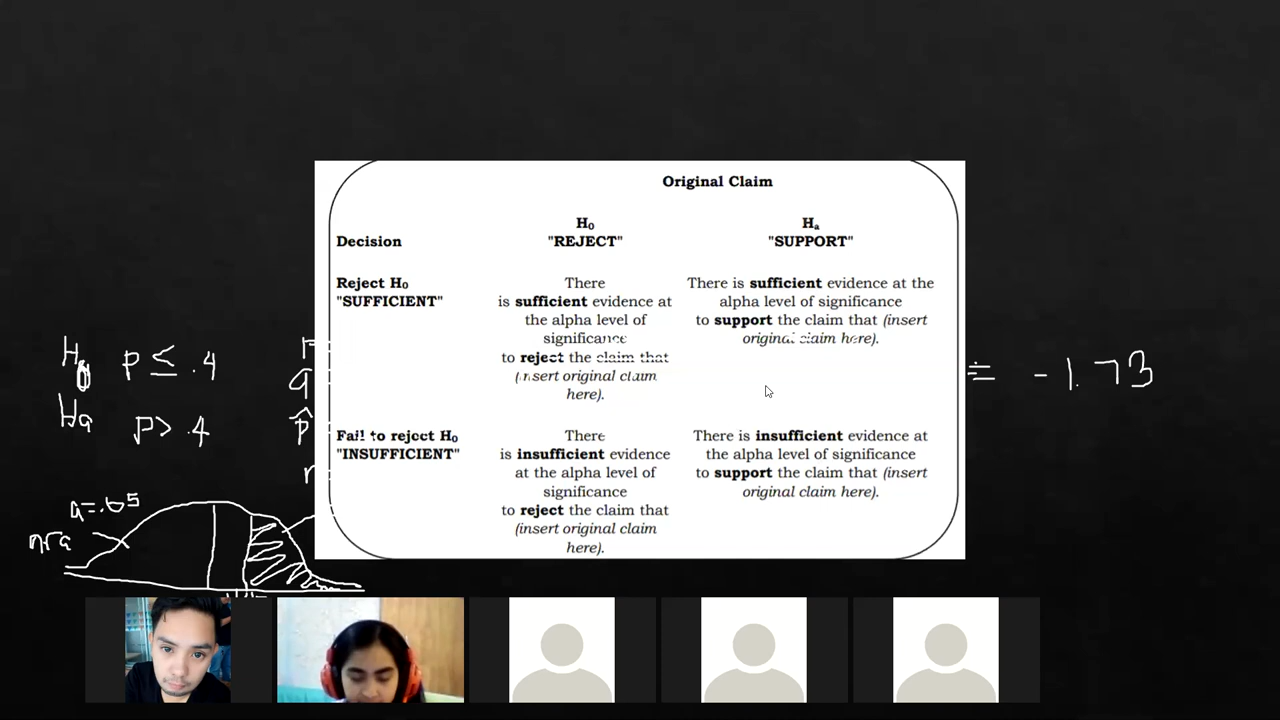 Original Claim
H₀
"REJECT"
Hₐ
"SUPPORT"
Decision
Reject H₀
"SUFFICIENT"
There
is sufficient evidence at
the alpha level of
significance
to reject the claim that
(insert original claim
here).
There is sufficient evidence at the
alpha level of significance
to support the claim that (insert
original claim here).
Fail to reject H₀
"INSUFFICIENT"
There
is insufficient evidence
at the alpha level of
significance
to reject the claim that
(insert original claim
here).
There is insufficient evidence at
the alpha level of significance
to support the claim that (insert
original claim here).
H₀ p ≤ .4
Ha p > .4
a=.05
nra
= -1.73